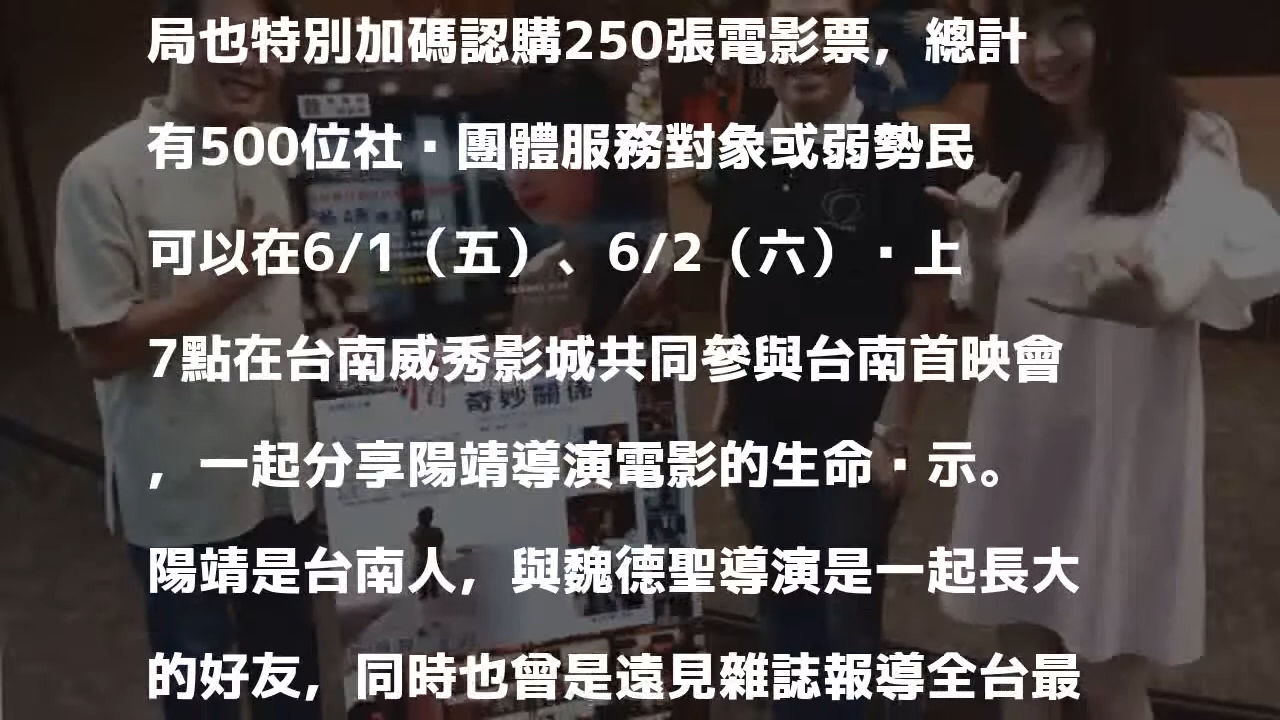 局也特別加碼認購250張電影票，總計
有500位社▪團體服務對象或弱勢民
可以在6/1（五）、6/2（六）▪上
7點在台南威秀影城共同參與台南首映會
，一起分享陽靖導演電影的生命▪示。
陽靖是台南人，與魏德聖導演是一起長大
的好友，同時也曾是遠見雜誌報導全台最
奇妙關係